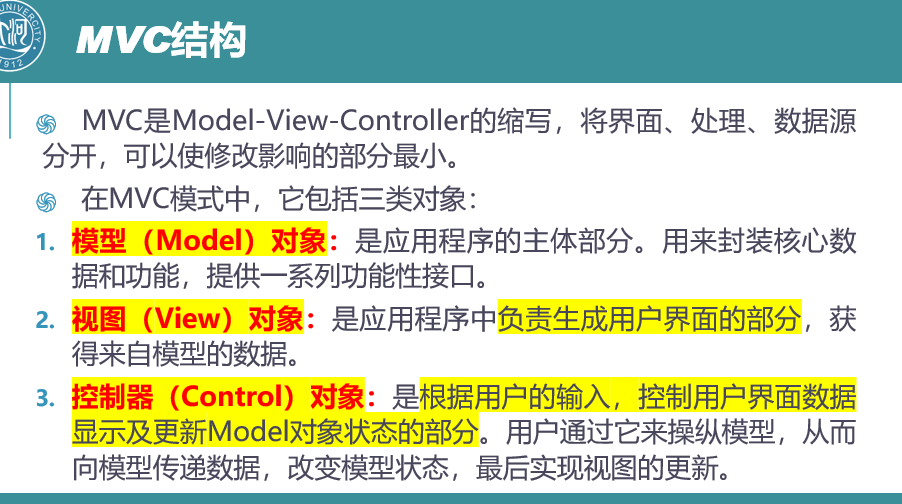 UNIVERCITY
1912
MVC结构
MVC是Model-View-Controller的缩写，将界面、处理、数据源
分开，可以使修改影响的部分最小。
在MVC模式中，它包括三类对象：
1. 模型（Model）对象：是应用程序的主体部分。用来封装核心数
据和功能，提供一系列功能性接口。
2. 视图（View）对象：是应用程序中负责生成用户界面的部分，获
得来自模型的数据。
3. 控制器（Control）对象：是根据用户的输入，控制用户界面数据
显示及更新Model对象状态的部分。用户通过它来操纵模型，从而
向模型传递数据，改变模型状态，最后实现视图的更新。